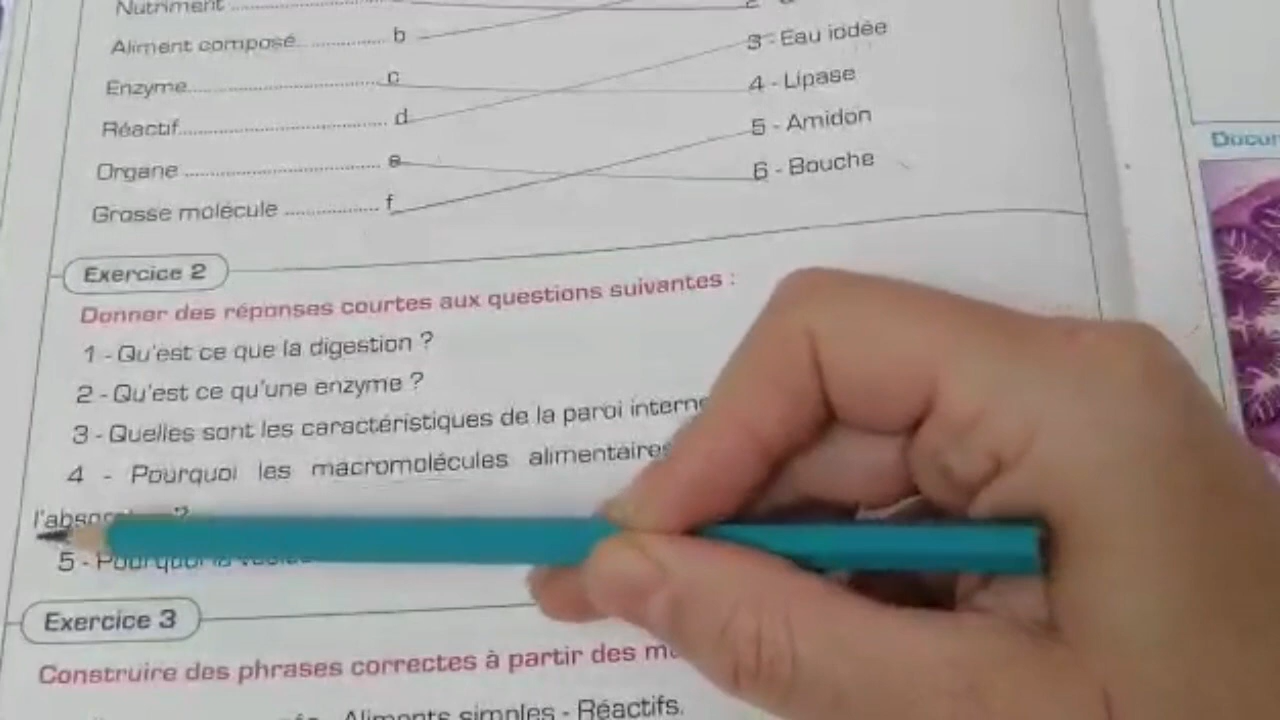 Nutriment
Aliment composé b
Enzyme c
Réactif d
Organe e
Grosse molécule f
3 - Eau iodée
4 - Lipase
5 - Amidon
6 - Bouche
Docu
Exercice 2
Donner des réponses courtes aux questions suivantes :
1 - Qu'est ce que la digestion ?
2 - Qu'est ce qu'une enzyme ?
3 - Quelles sont les caractéristiques de la paroi interne
4 - Pourquoi les macromolécules alimentaires
?
5 - Pourquoi la
Exercice 3
Construire des phrases correctes à partir des
Aliments simples - Réactifs.